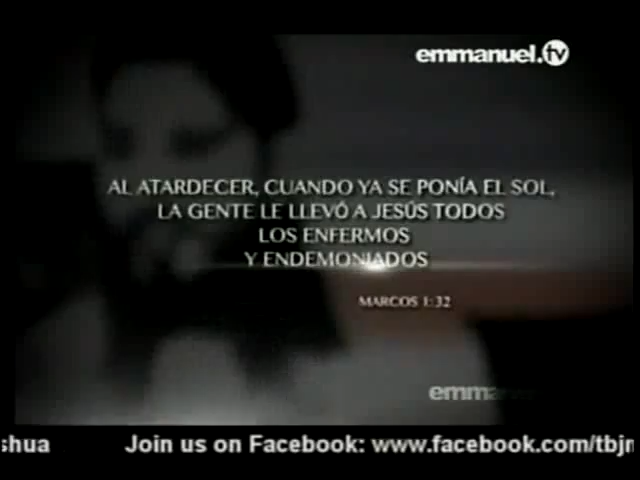 emmanuel.tv
AL ATARDECER, CUANDO YA SE PONÍA EL SOL,
LA GENTE LE LLEVÓ A JESÚS TODOS
LOS ENFERMOS
Y ENDEMONIADOS
MARCOS 1:32
emmanuel
shua Join us on Facebook: www.facebook.com/tbjn